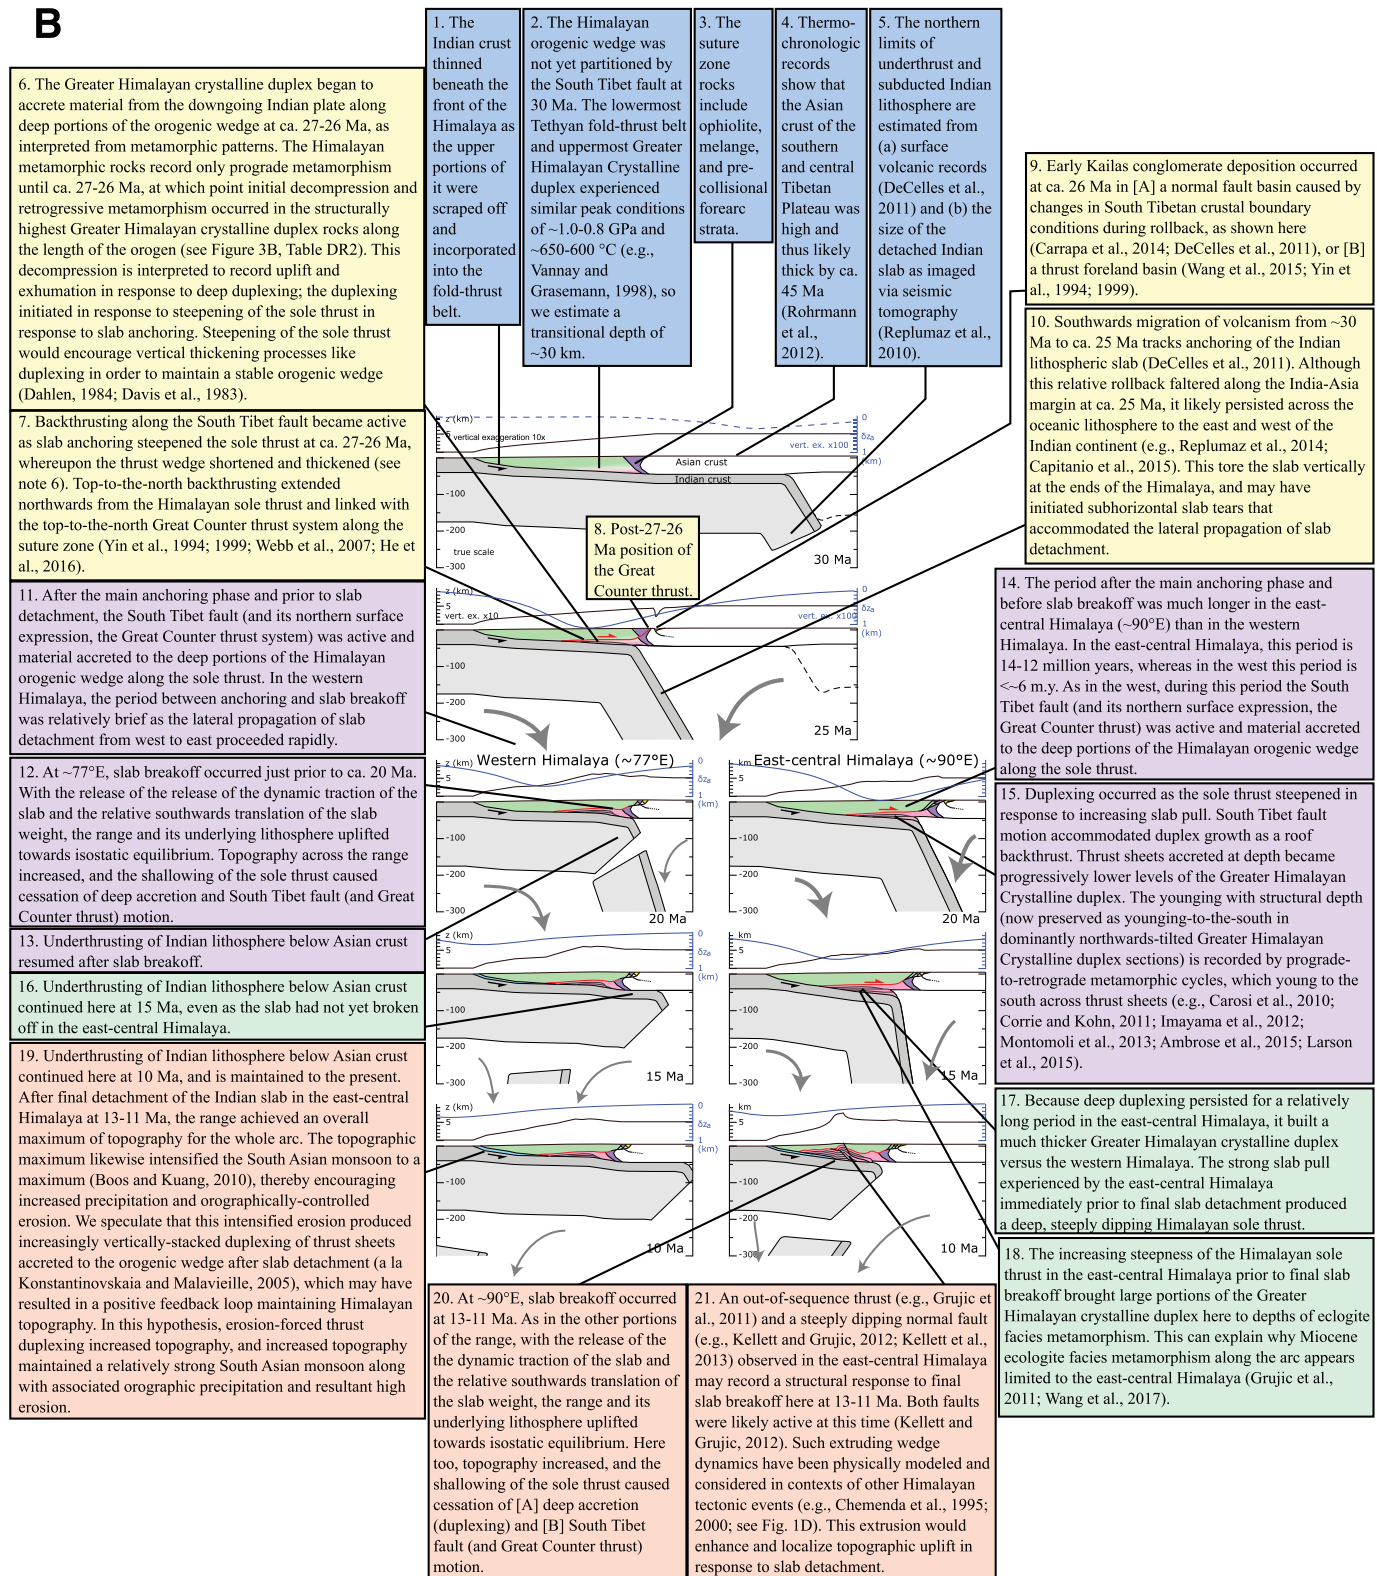 B
1. The
Indian crust
thinned
beneath the
front of the
Himalaya as
the upper
portions of
it were
scraped off
and
incorporated
into the
fold-thrust
belt.
2. The Himalayan
orogenic wedge was
not yet partitioned by
the South Tibet fault at
30 Ma. The lowermost
Tethyan fold-thrust belt
and uppermost Greater
Himalayan Crystalline
duplex experienced
similar peak conditions
of ~1.0-0.8 GPa and
~650-600 °C (e.g.,
Vannay and
Grasemann, 1998), so
we estimate a
transitional depth of
~30 km.
3. The
suture
zone
rocks
include
ophiolite,
melange,
and pre-
collisional
forearc
strata.
4. Thermo-
chronologic
records
show that
the Asian
crust of the
southern
and central
Tibetan
Plateau was
high and
thus likely
thick by ca.
45 Ma
(Rohrmann
et al.,
2012).
5. The northern
limits of
underthrust and
subducted Indian
lithosphere are
estimated from
(a) surface
volcanic records
(DeCelles et al.,
2011) and (b) the
size of the
detached Indian
slab as imaged
via seismic
tomography
(Replumaz et al.,
2010).
6. The Greater Himalayan crystalline duplex began to
accrete material from the downgoing Indian plate along
deep portions of the orogenic wedge at ca. 27-26 Ma, as
interpreted from metamorphic patterns. The Himalayan
metamorphic rocks record only prograde metamorphism
until ca. 27-26 Ma, at which point initial decompression and
retrogressive metamorphism occurred in the structurally
highest Greater Himalayan crystalline duplex rocks along
the length of the orogen (see Figure 3B, Table DR2). This
decompression is interpreted to record uplift and
exhumation in response to deep duplexing; the duplexing
initiated in response to steepening of the sole thrust in
response to slab anchoring. Steepening of the sole thrust
would encourage vertical thickening processes like
duplexing in order to maintain a stable orogenic wedge
(Dahlen, 1984; Davis et al., 1983).
7. Backthrusting along the South Tibet fault became active
as slab anchoring steepened the sole thrust at ca. 27-26 Ma,
whereupon the thrust wedge shortened and thickened (see
note 6). Top-to-the-north backthrusting extended
northwards from the Himalayan sole thrust and linked with
the top-to-the-north Great Counter thrust system along the
suture zone (Yin et al., 1994; 1999; Webb et al., 2007; He et
al., 2016).
9. Early Kailas conglomerate deposition occurred
at ca. 26 Ma in [A] a normal fault basin caused by
changes in South Tibetan crustal boundary
conditions during rollback, as shown here
(Carrapa et al., 2014; DeCelles et al., 2011), or [B]
a thrust foreland basin (Wang et al., 2015; Yin et
al., 1994; 1999).
10. Southwards migration of volcanism from ~30
Ma to ca. 25 Ma tracks anchoring of the Indian
lithospheric slab (DeCelles et al., 2011). Although
this relative rollback faltered along the India-Asia
margin at ca. 25 Ma, it likely persisted across the
oceanic lithosphere to the east and west of the
Indian continent (e.g., Replumaz et al., 2014;
Capitanio et al., 2015). This tore the slab vertically
at the ends of the Himalaya, and may have
initiated subhorizontal slab tears that
accommodated the lateral propagation of slab
detachment.
z (km)
5
vertical exaggeration 10x
vert. ex. x100
0
δza
1
(km)
Asian crust
Indian crust
-100
-200
-300
true scale
30 Ma
8. Post-27-26
Ma position of
the Great
Counter thrust.
z (km)
5
vert. ex. x10
vert. ex. x100
0
δza
1
(km)
-100
-200
-300
25 Ma
11. After the main anchoring phase and prior to slab
detachment, the South Tibet fault (and its northern surface
expression, the Great Counter thrust system) was active and
material accreted to the deep portions of the Himalayan
orogenic wedge along the sole thrust. In the western
Himalaya, the period between anchoring and slab breakoff
was relatively brief as the lateral propagation of slab
detachment from west to east proceeded rapidly.
12. At ~77°E, slab breakoff occurred just prior to ca. 20 Ma.
With the release of the release of the dynamic traction of the
slab and the relative southwards translation of the slab
weight, the range and its underlying lithosphere uplifted
towards isostatic equilibrium. Topography across the range
increased, and the shallowing of the sole thrust caused
cessation of deep accretion and South Tibet fault (and Great
Counter thrust) motion.
13. Underthrusting of Indian lithosphere below Asian crust
resumed after slab breakoff.
14. The period after the main anchoring phase and
before slab breakoff was much longer in the east-
central Himalaya (~90°E) than in the western
Himalaya. In the east-central Himalaya, this period is
14-12 million years, whereas in the west this period is
<~6 m.y. As in the west, during this period the South
Tibet fault (and its northern surface expression, the
Great Counter thrust) was active and material accreted
to the deep portions of the Himalayan orogenic wedge
along the sole thrust.
15. Duplexing occurred as the sole thrust steepened in
response to increasing slab pull. South Tibet fault
motion accommodated duplex growth as a roof
backthrust. Thrust sheets accreted at depth became
progressively lower levels of the Greater Himalayan
Crystalline duplex. The younging with structural depth
(now preserved as younging-to-the-south in
dominantly northwards-tilted Greater Himalayan
Crystalline duplex sections) is recorded by prograde-
to-retrograde metamorphic cycles, which young to the
south across thrust sheets (e.g., Carosi et al., 2010;
Corrie and Kohn, 2011; Imayama et al., 2012;
Montomoli et al., 2013; Ambrose et al., 2015; Larson
et al., 2015).
Western Himalaya (~77°E)
z (km)
5
0
δza
1
(km)
-100
-200
-300
20 Ma
East-central Himalaya (~90°E)
km
5
-100
-200
-300
20 Ma
z (km)
5
0
δza
1
(km)
-100
-200
-300
15 Ma
km
5
-100
-200
-300
15 Ma
z (km)
5
0
δza
1
(km)
-100
-200
-300
10 Ma
km
5
-100
-200
-300
10 Ma
16. Underthrusting of Indian lithosphere below Asian crust
continued here at 15 Ma, even as the slab had not yet broken
off in the east-central Himalaya.
19. Underthrusting of Indian lithosphere below Asian crust
continued here at 10 Ma, and is maintained to the present.
After final detachment of the Indian slab in the east-central
Himalaya at 13-11 Ma, the range achieved an overall
maximum of topography for the whole arc. The topographic
maximum likewise intensified the South Asian monsoon to a
maximum (Boos and Kuang, 2010), thereby encouraging
increased precipitation and orographically-controlled
erosion. We speculate that this intensified erosion produced
increasingly vertically-stacked duplexing of thrust sheets
accreted to the orogenic wedge after slab detachment (a la
Konstantinovskaia and Malavieille, 2005), which may have
resulted in a positive feedback loop maintaining Himalayan
topography. In this hypothesis, erosion-forced thrust
duplexing increased topography, and increased topography
maintained a relatively strong South Asian monsoon along
with associated orographic precipitation and resultant high
erosion.
17. Because deep duplexing persisted for a relatively
long period in the east-central Himalaya, it built a
much thicker Greater Himalayan crystalline duplex
versus the western Himalaya. The strong slab pull
experienced by the east-central Himalaya
immediately prior to final slab detachment produced
a deep, steeply dipping Himalayan sole thrust.
18. The increasing steepness of the Himalayan sole
thrust in the east-central Himalaya prior to final slab
breakoff brought large portions of the Greater
Himalayan crystalline duplex here to depths of eclogite
facies metamorphism. This can explain why Miocene
ecologite facies metamorphism along the arc appears
limited to the east-central Himalaya (Grujic et al.,
2011; Wang et al., 2017).
20. At ~90°E, slab breakoff occurred
at 13-11 Ma. As in the other portions
of the range, with the release of the
the dynamic traction of the slab and
the relative southwards translation of
the slab weight, the range and its
underlying lithosphere uplifted
towards isostatic equilibrium. Here
too, topography increased, and the
shallowing of the sole thrust caused
cessation of [A] deep accretion
(duplexing) and [B] South Tibet
fault (and Great Counter thrust)
motion.
21. An out-of-sequence thrust (e.g., Grujic et
al., 2011) and a steeply dipping normal fault
(e.g., Kellett and Grujic, 2012; Kellett et al.,
2013) observed in the east-central Himalaya
may record a structural response to final
slab breakoff here at 13-11 Ma. Both faults
were likely active at this time (Kellett and
Grujic, 2012). Such extruding wedge
dynamics have been physically modeled and
considered in contexts of other Himalayan
tectonic events (e.g., Chemenda et al., 1995;
2000; see Fig. 1D). This extrusion would
enhance and localize topographic uplift in
response to slab detachment.